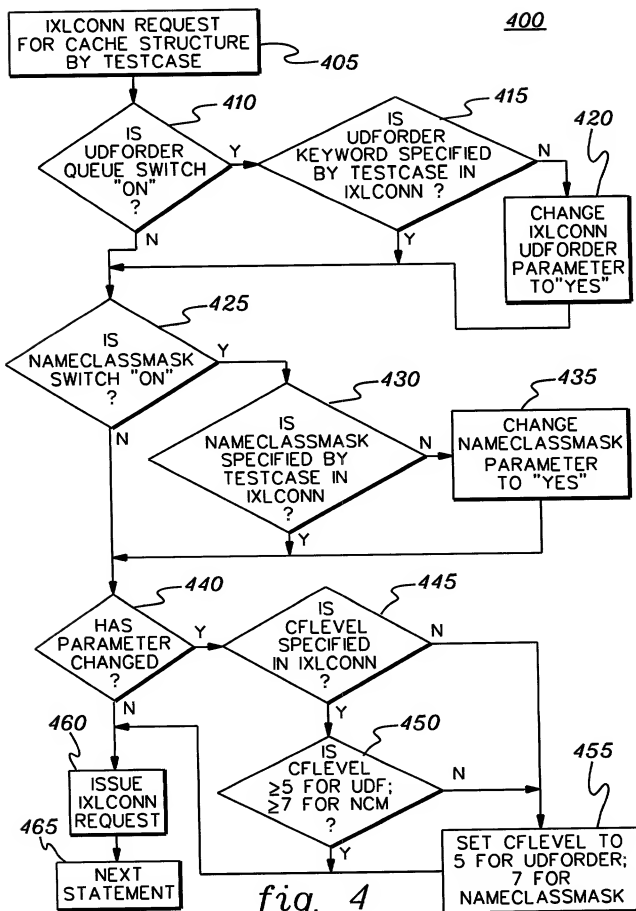 400
IXLCONN REQUEST
FOR CACHE STRUCTURE
BY TESTCASE
405
410
IS
UDFORDER
QUEUE SWITCH
"ON"
?
Y
N
415
IS
UDFORDER
KEYWORD SPECIFIED
BY TESTCASE IN
IXLCONN ?
N
Y
420
CHANGE
IXLCONN
UDFORDER
PARAMETER
TO"YES"
425
IS
NAMECLASSMASK
SWITCH "ON"
?
Y
N
430
IS
NAMECLASSMASK
SPECIFIED BY
TESTCASE IN
IXLCONN
?
N
Y
435
CHANGE
NAMECLASSMASK
PARAMETER
TO "YES"
440
HAS
PARAMETER
CHANGED
?
Y
N
445
IS
CFLEVEL
SPECIFIED
IN IXLCONN
?
N
Y
450
IS
CFLEVEL
≥5 FOR UDF;
≥7 FOR NCM
?
N
Y
455
SET CFLEVEL TO
5 FOR UDFORDER;
7 FOR
NAMECLASSMASK
460
ISSUE
IXLCONN
REQUEST
465
NEXT
STATEMENT
fig. 4